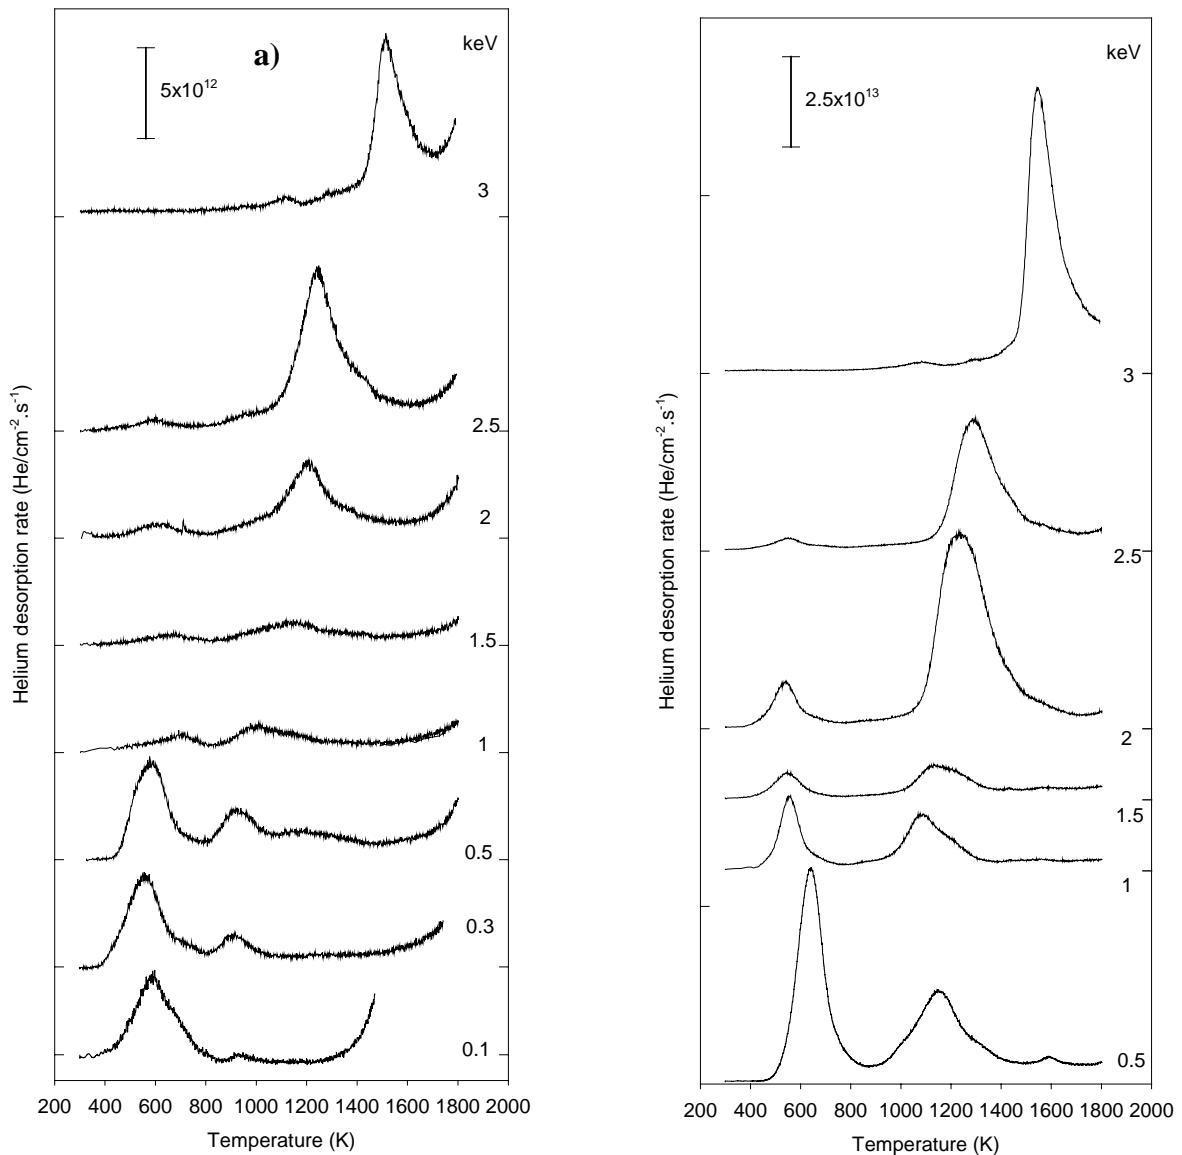 a)
keV
5x10¹²
3
2.5
2
1.5
1
0.5
0.3
0.1
Helium desorption rate (He/cm⁻².s⁻¹)
200 400 600 800 1000 1200 1400 1600 1800 2000
Temperature (K)
keV
2.5x10¹³
3
2.5
2
1.5
1
0.5
Helium desorption rate (He/cm⁻².s⁻¹)
200 400 600 800 1000 1200 1400 1600 1800 2000
Temperature (K)